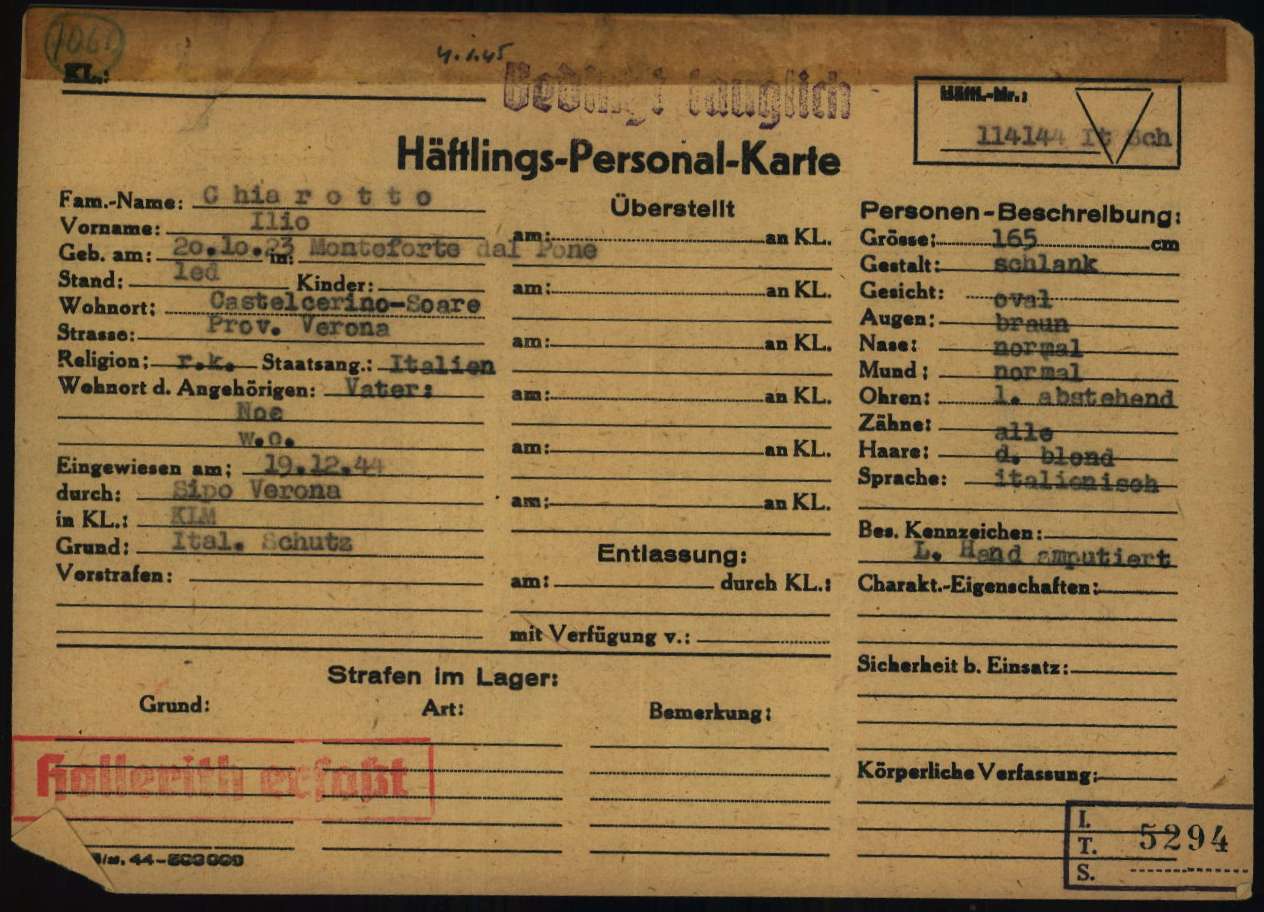 1061
4.1.45
KL.:
Bedingt tauglich
Häftl.-Nr.:
114144 It Sch
Häftlings-Personal-Karte
Fam.-Name: Chiarotto
Vorname: Ilio
Geb. am: 20.10.23 in: Monteforte dal Pone
Stand: led Kinder:
Wohnort: Castelcerino-Soare
Strasse: Prov. Verona
Religion: r.k. Staatsang.: Italien
Wohnort d. Angehörigen: Vater:
Noe
w.o.
Eingewiesen am: 19.12.44
durch: Sipo Verona
in KL.: KLM
Grund: Ital. Schutz
Vorstrafen:
Überstellt
am: an KL.
am: an KL.
am: an KL.
am: an KL.
am: an KL.
am: an KL.
Entlassung:
am: durch KL.:
mit Verfügung v.:
Personen-Beschreibung:
Grösse: 165 cm
Gestalt: schlank
Gesicht: oval
Augen: braun
Nase: normal
Mund: normal
Ohren: l. abstehend
Zähne: alle
Haare: d. blond
Sprache: italienisch
Bes. Kennzeichen:
L. Hand amputiert
Charakt.-Eigenschaften:
Sicherheit b. Einsatz:
Körperliche Verfassung:
Strafen im Lager:
Grund: Art: Bemerkung:
Hollerith erfaßt
44-500000
I.T.S. 5294